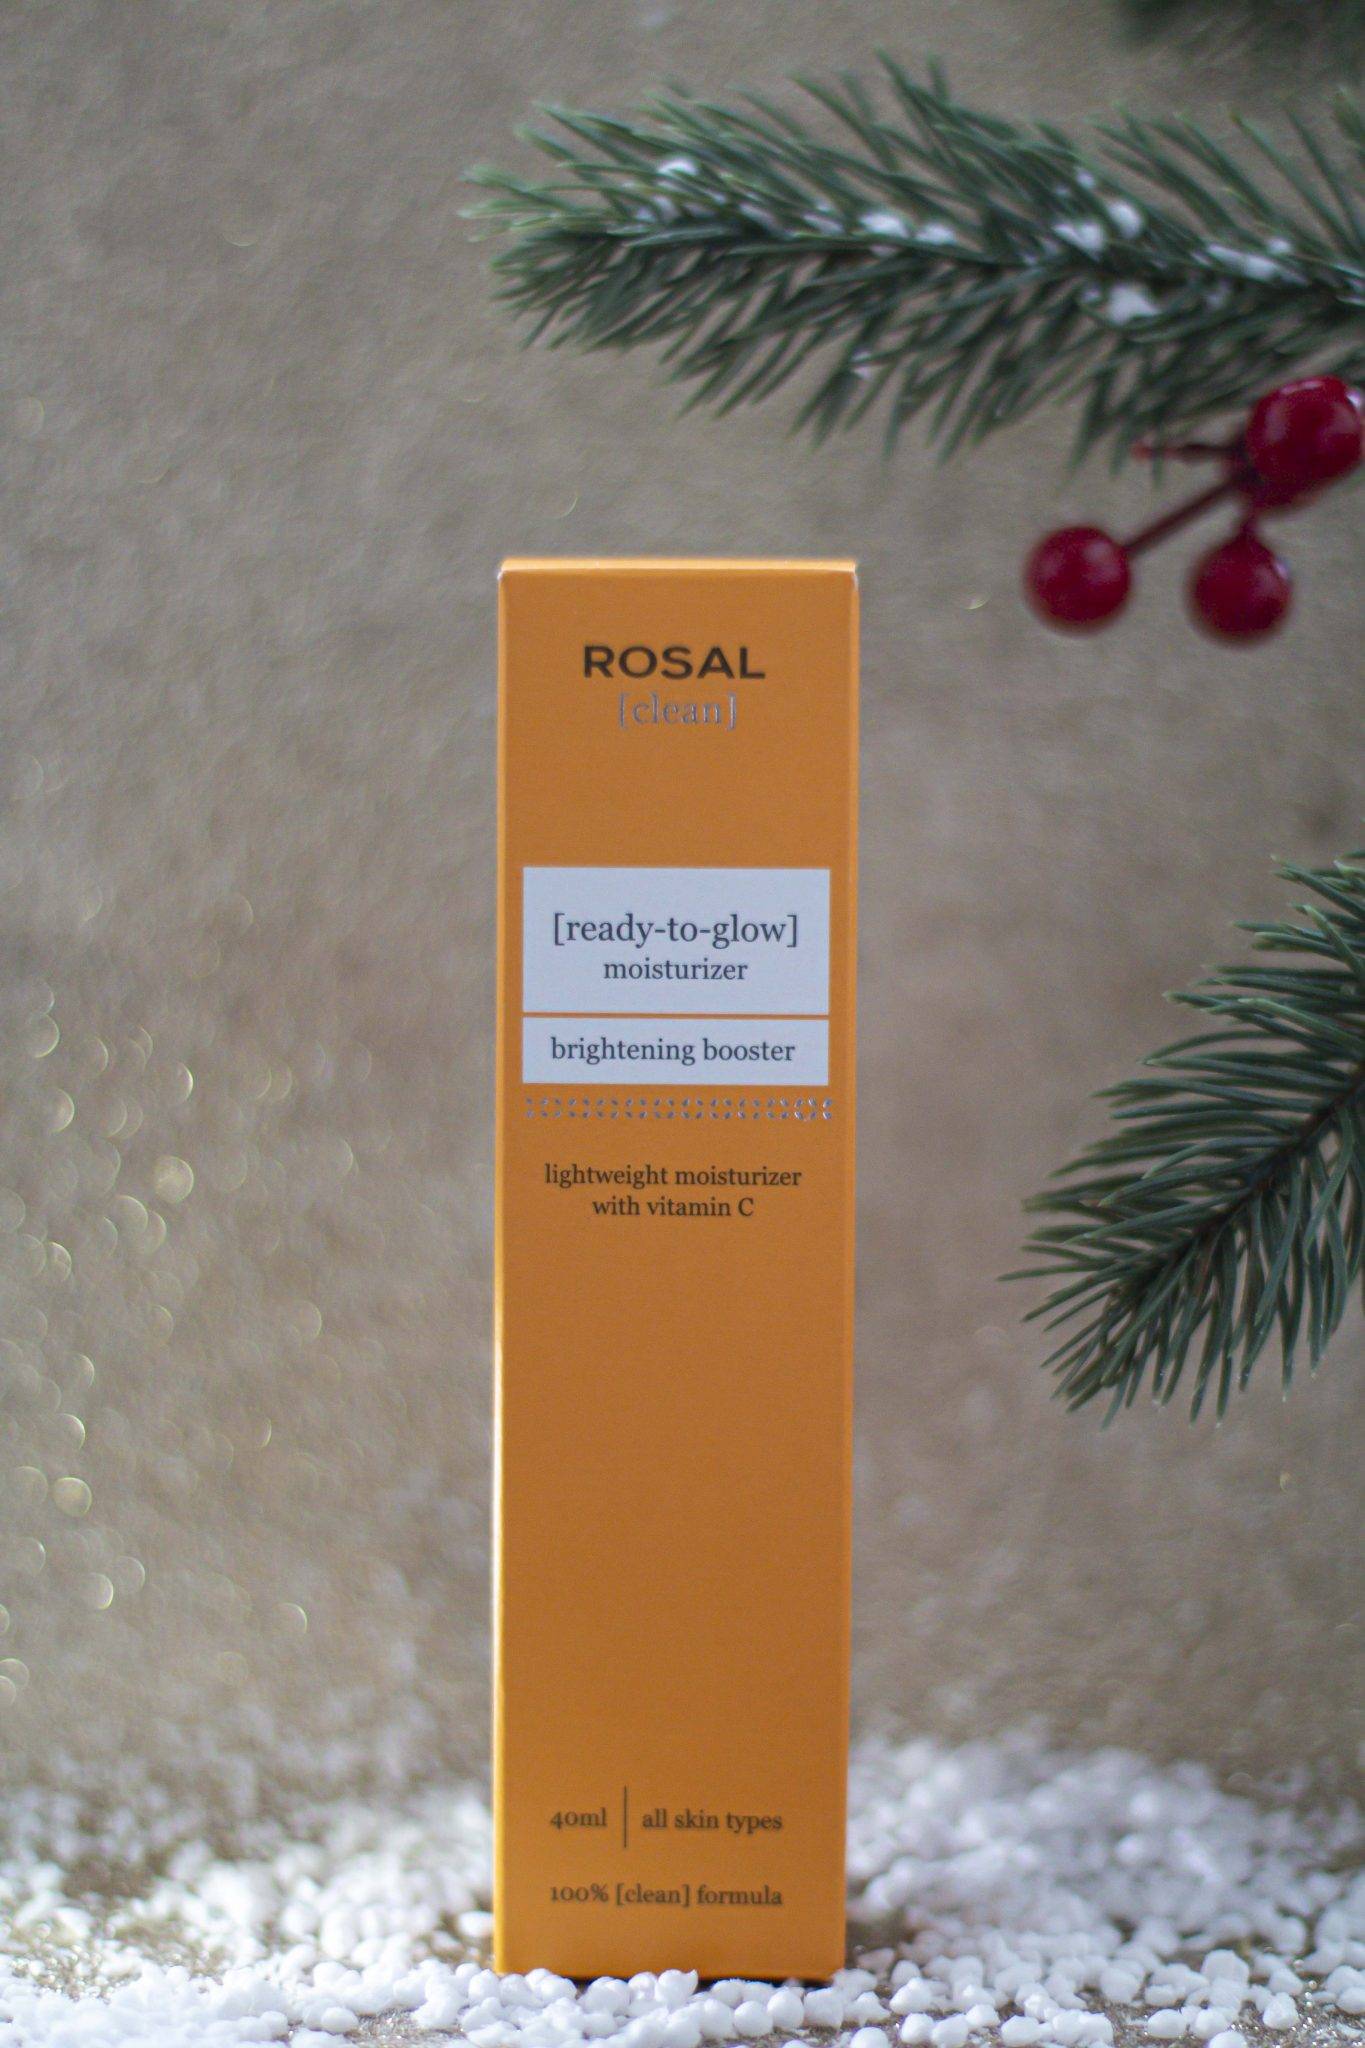 ROSAL
[clean]
[ready-to-glow]
moisturizer
brightening booster
lightweight moisturizer
with vitamin C
40ml | all skin types
100% [clean] formula